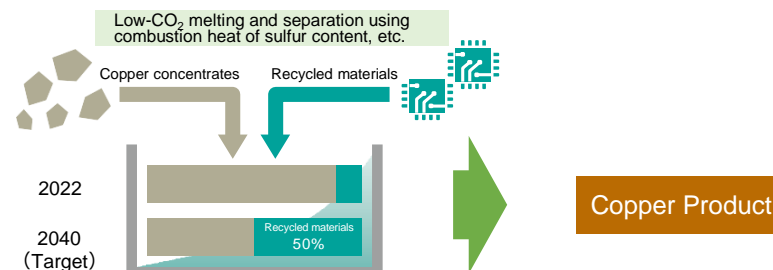 Low-CO₂ melting and separation using
combustion heat of sulfur content, etc.
Copper concentrates
Recycled materials
2022
Recycled materials
50%
2040
（Target）
Copper Product